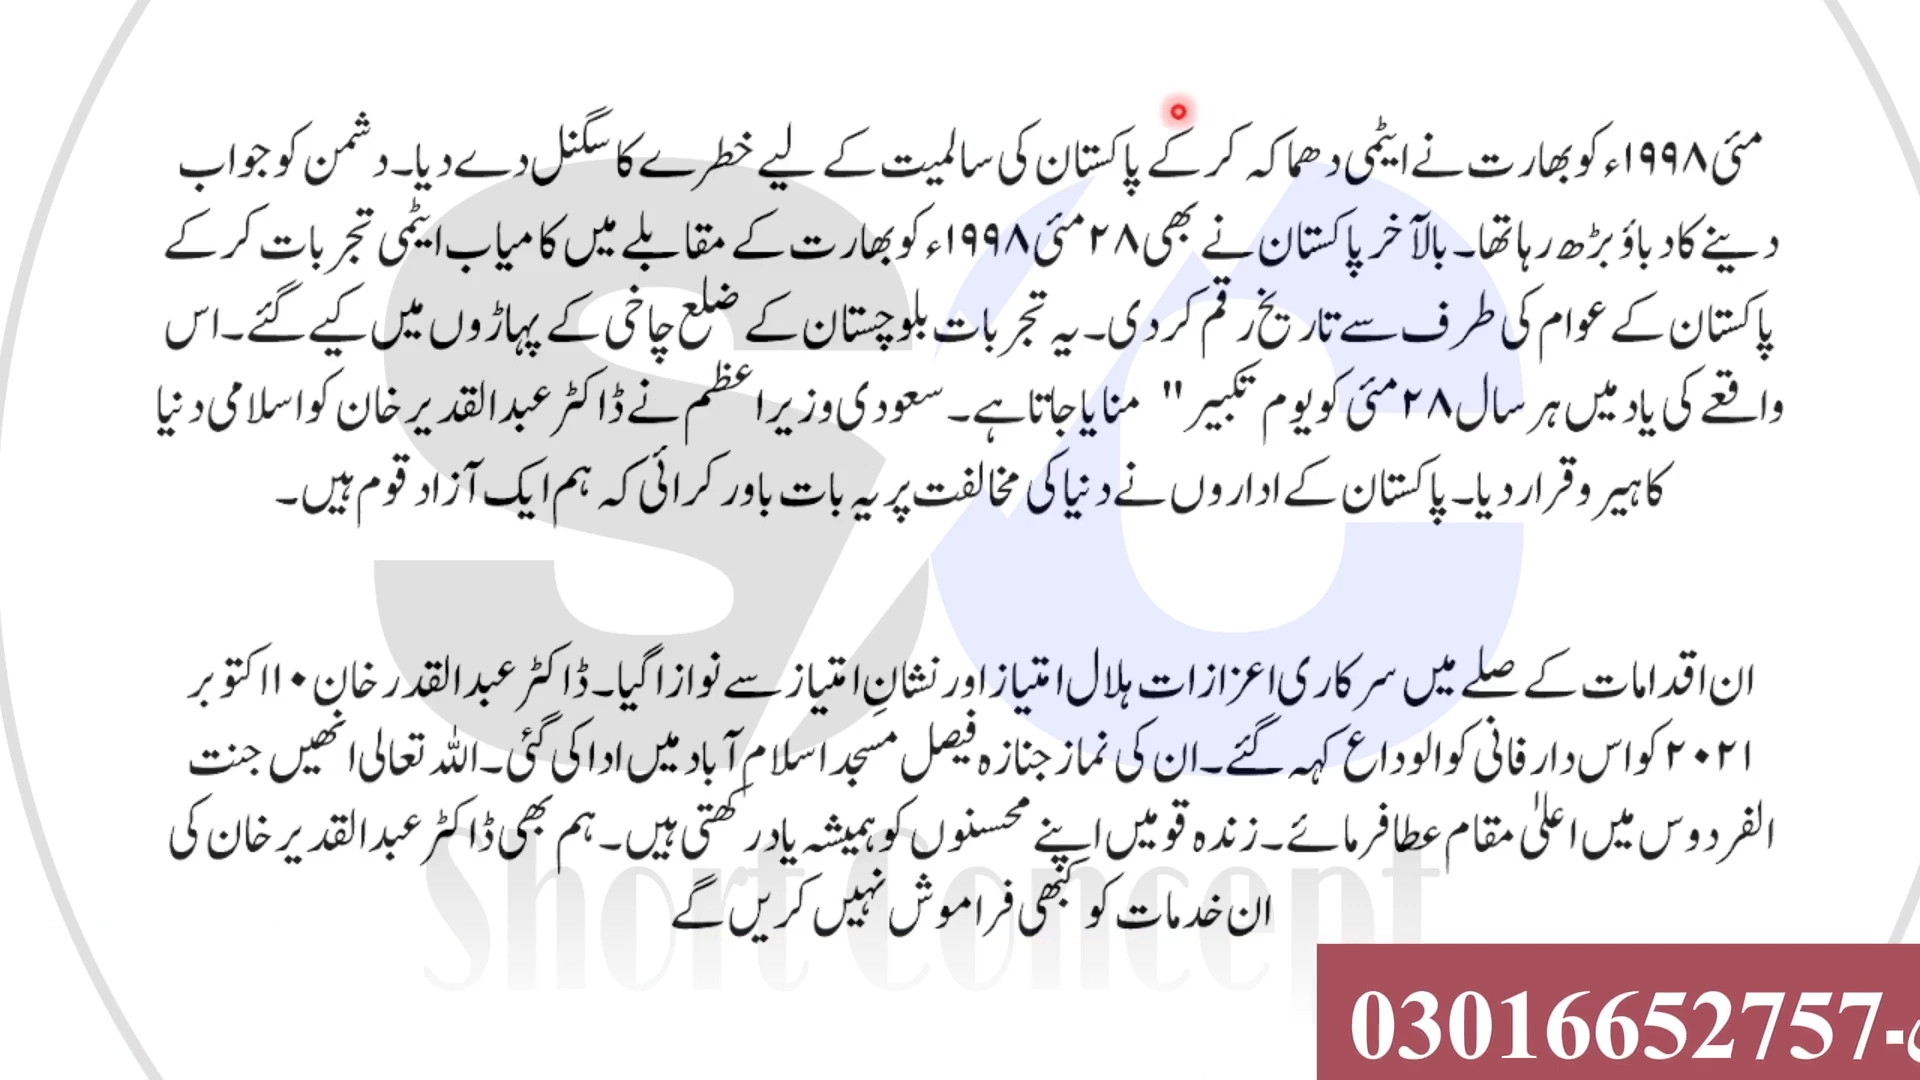 مئی ۱۹۹۸ء کو بھارت نے ایٹمی دھماکہ کر کے پاکستان کی سالمیت کے لیے خطرے کا سگنل دے دیا۔ دشمن کو جواب
دینے کا دباؤ بڑھ رہا تھا۔ بالآخر پاکستان نے بھی ۲۸ مئی ۱۹۹۸ء کو بھارت کے مقابلے میں کامیاب ایٹمی تجربات کر کے
پاکستان کے عوام کی طرف سے تاریخ رقم کر دی۔ یہ تجربات بلوچستان کے ضلع چاخی کے پہاڑوں میں کیے گئے۔ اس
واقعے کی یاد میں ہر سال ۲۸ مئی کو یوم تکبیر " منایا جاتا ہے۔ سعودی وزیراعظم نے ڈاکٹر عبدالقدیر خان کو اسلامی دنیا
کا ہیرو قرار دیا۔ پاکستان کے اداروں نے دنیا کی مخالفت پر یہ بات باور کرائی کہ ہم ایک آزاد قوم ہیں۔
ان اقدامات کے صلے میں سرکاری اعزازات ہلال امتیاز اور نشانِ امتیاز سے نوازا گیا۔ ڈاکٹر عبدالقدر خان ۱۰ اکتوبر
۲۰۲۱ کو اس دار فانی کو الوداع کہہ گئے۔ ان کی نماز جنازہ فیصل مسجد اسلام آباد میں ادا کی گئی۔ اللہ تعالی انھیں جنت
الفردوس میں اعلیٰ مقام عطا فرمائے۔ زندہ قومیں اپنے محسنوں کو ہمیشہ یاد رکھتی ہیں۔ ہم بھی ڈاکٹر عبدالقدیر خان کی
ان خدمات کو کبھی فراموش نہیں کریں گے
Short Concept
03016652757-